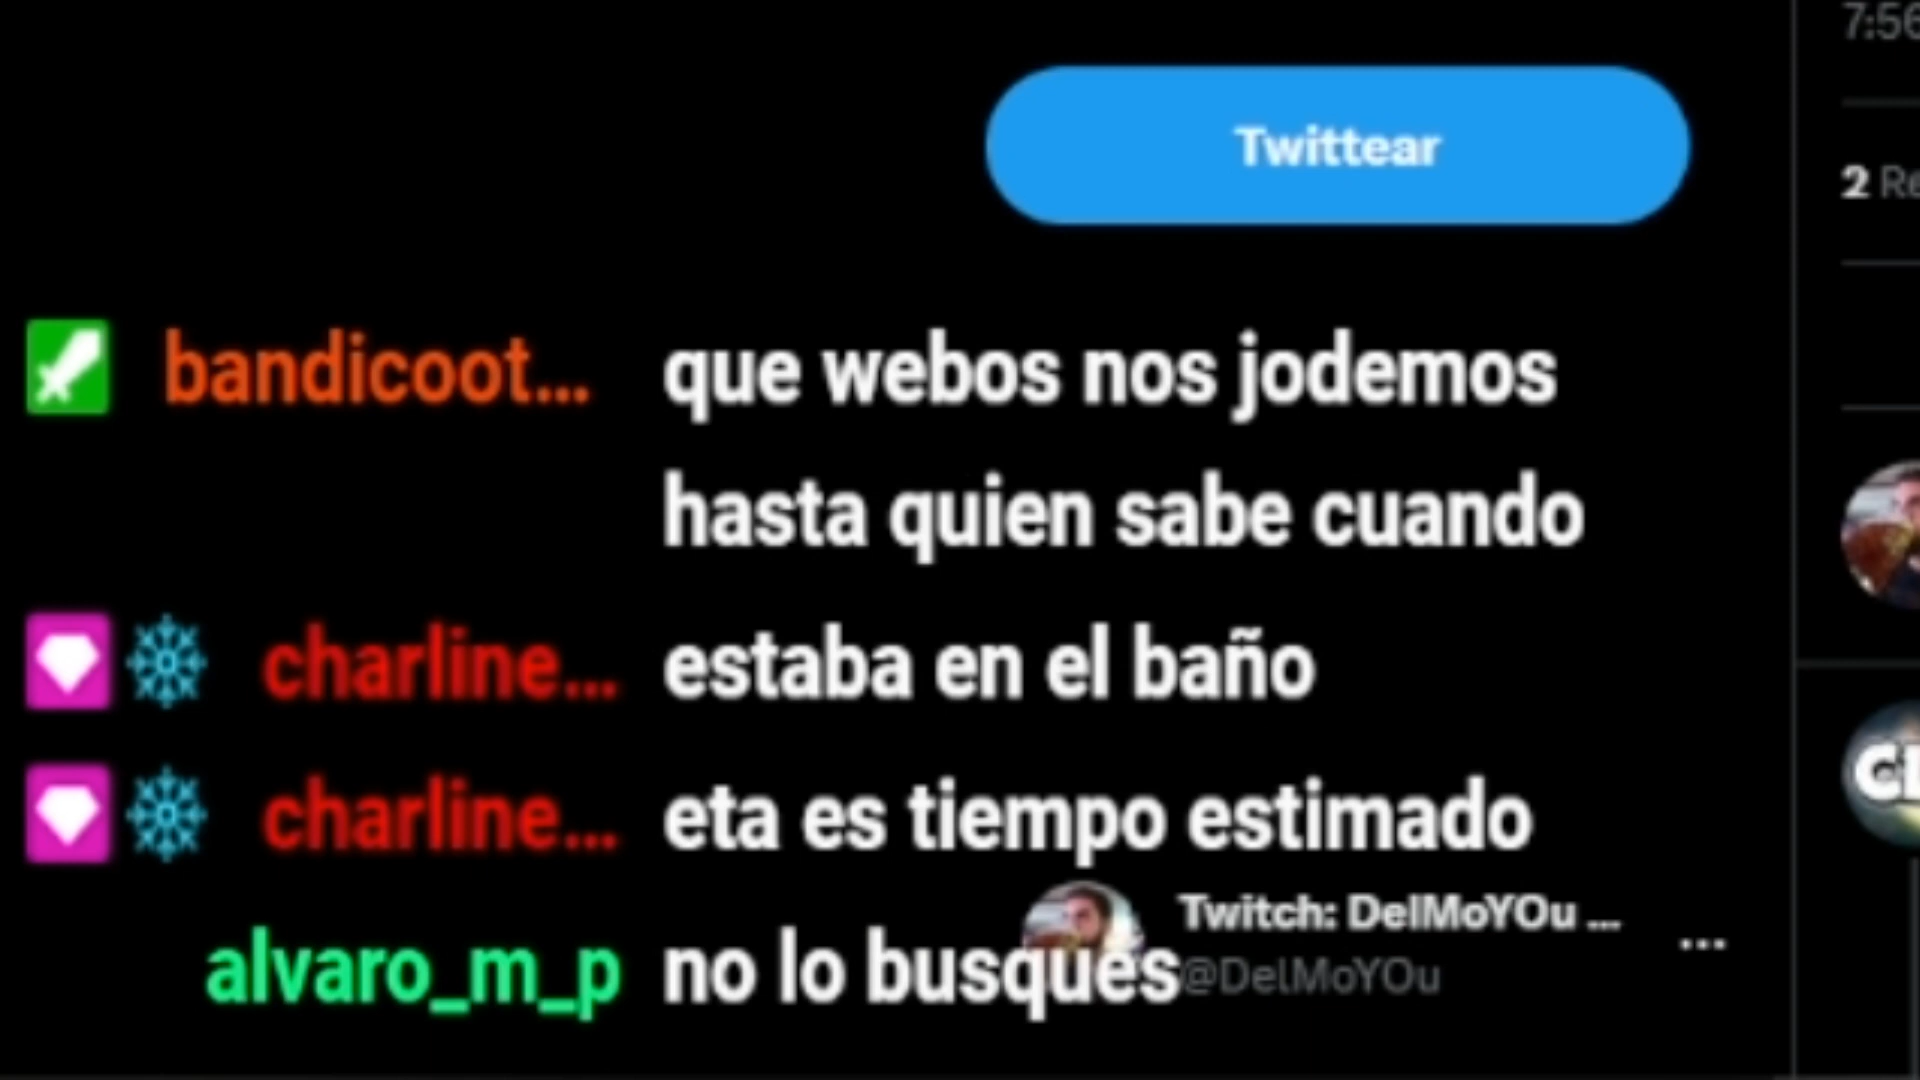 7:56
Twittear
2 Re
bandicoot... que webos nos jodemos
hasta quien sabe cuando
charline... estaba en el baño
charline... eta es tiempo estimado
Twitch: DelMoYOu ...
alvaro_m_p no lo busques
@DelMoYOu